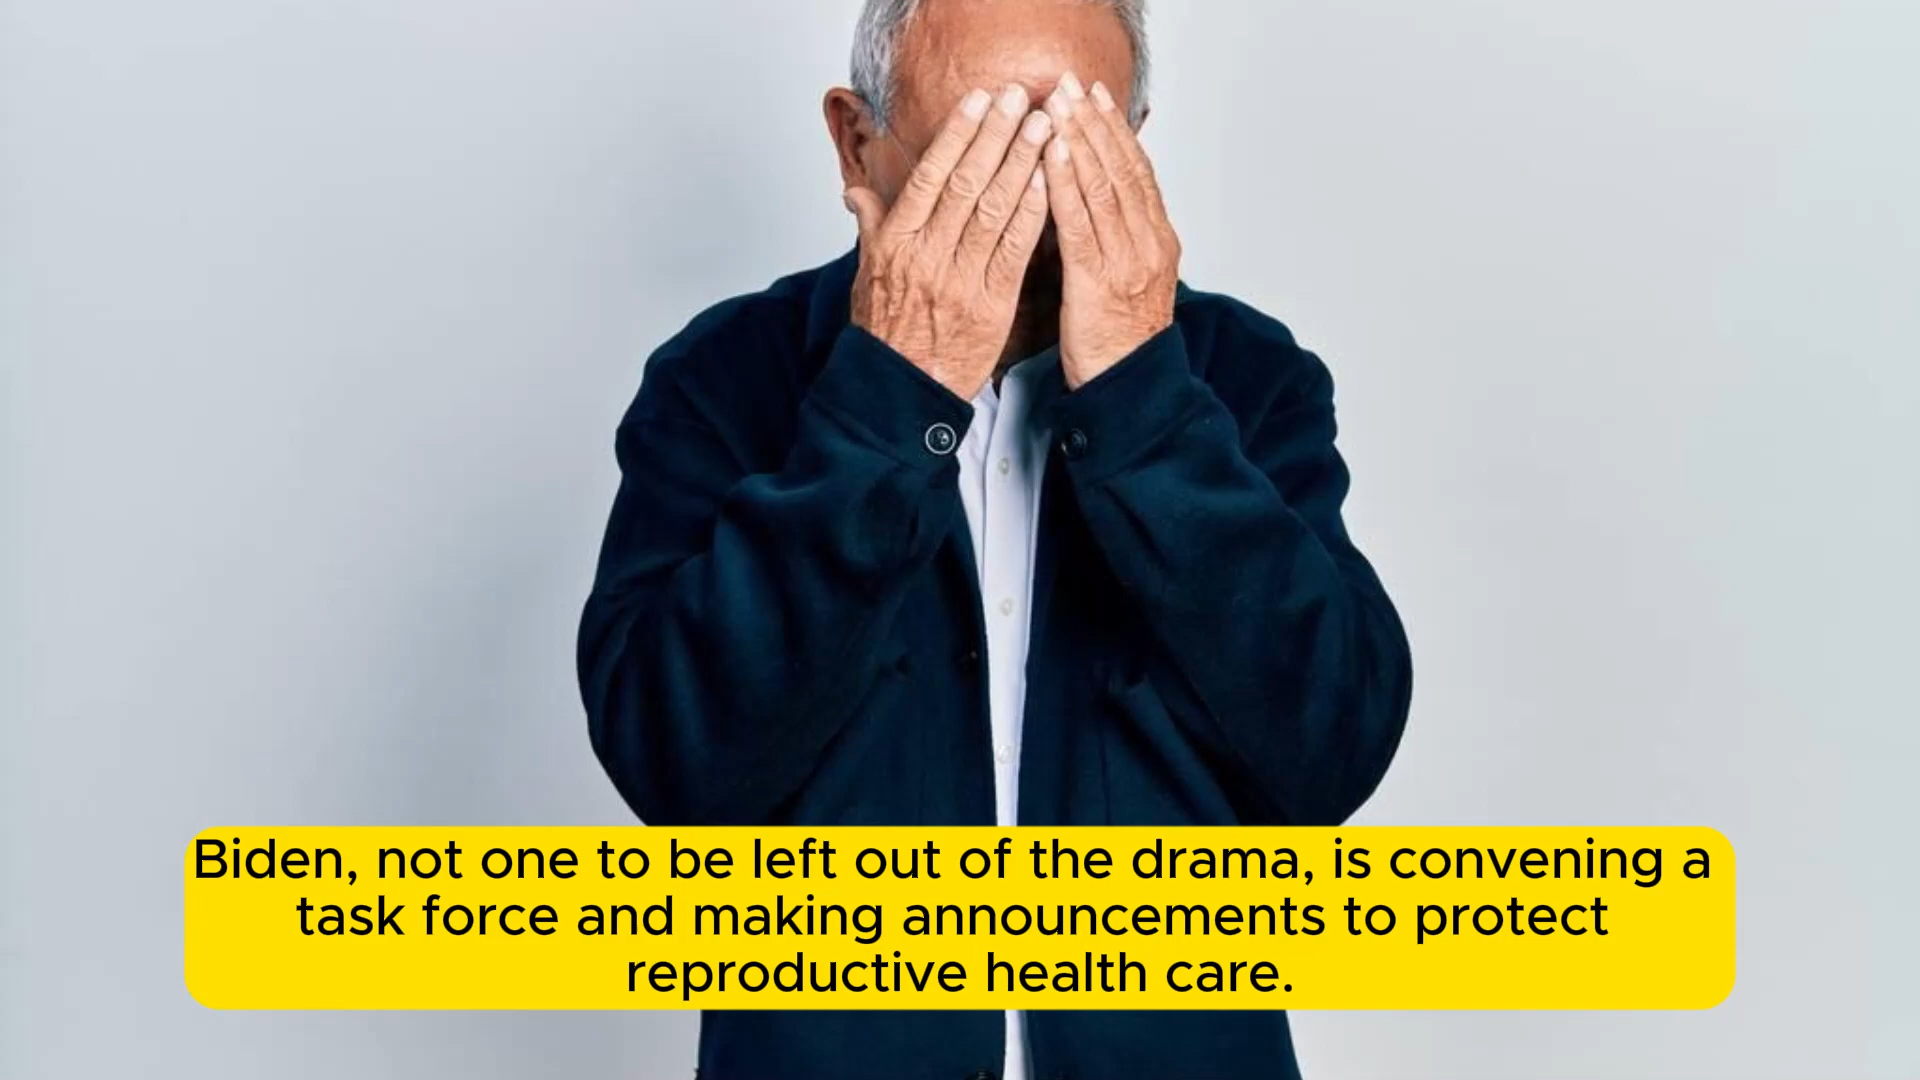 Biden, not one to be left out of the drama, is convening a
task force and making announcements to protect
reproductive health care.